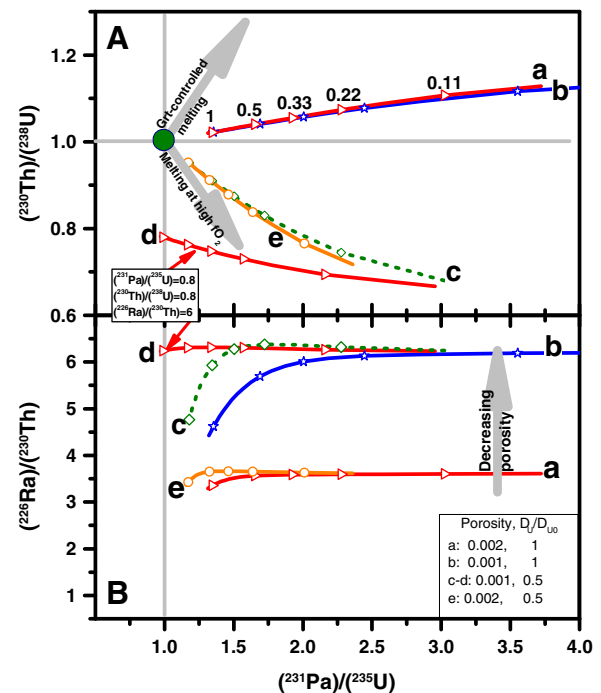 A
1.2
1.0
0.8
0.6
(²³⁰Th)/(²³⁸U)
Grt-controlled
melting
Melting at high fO₂
1
0.5
0.33
0.22
0.11
a
b
e
c
d
(²³¹Pa)/(²³⁵U)=0.8
(²³⁰Th)/(²³⁸U)=0.8
(²²⁶Ra)/(²³⁰Th)=6
B
6
5
4
3
2
1
(²²⁶Ra)/(²³⁰Th)
d
b
c
e
a
Decreasing
porosity
Porosity, D_U/D_U0
a: 0.002, 1
b: 0.001, 1
c-d: 0.001, 0.5
e: 0.002, 0.5
1.0 1.5 2.0 2.5 3.0 3.5 4.0
(²³¹Pa)/(²³⁵U)